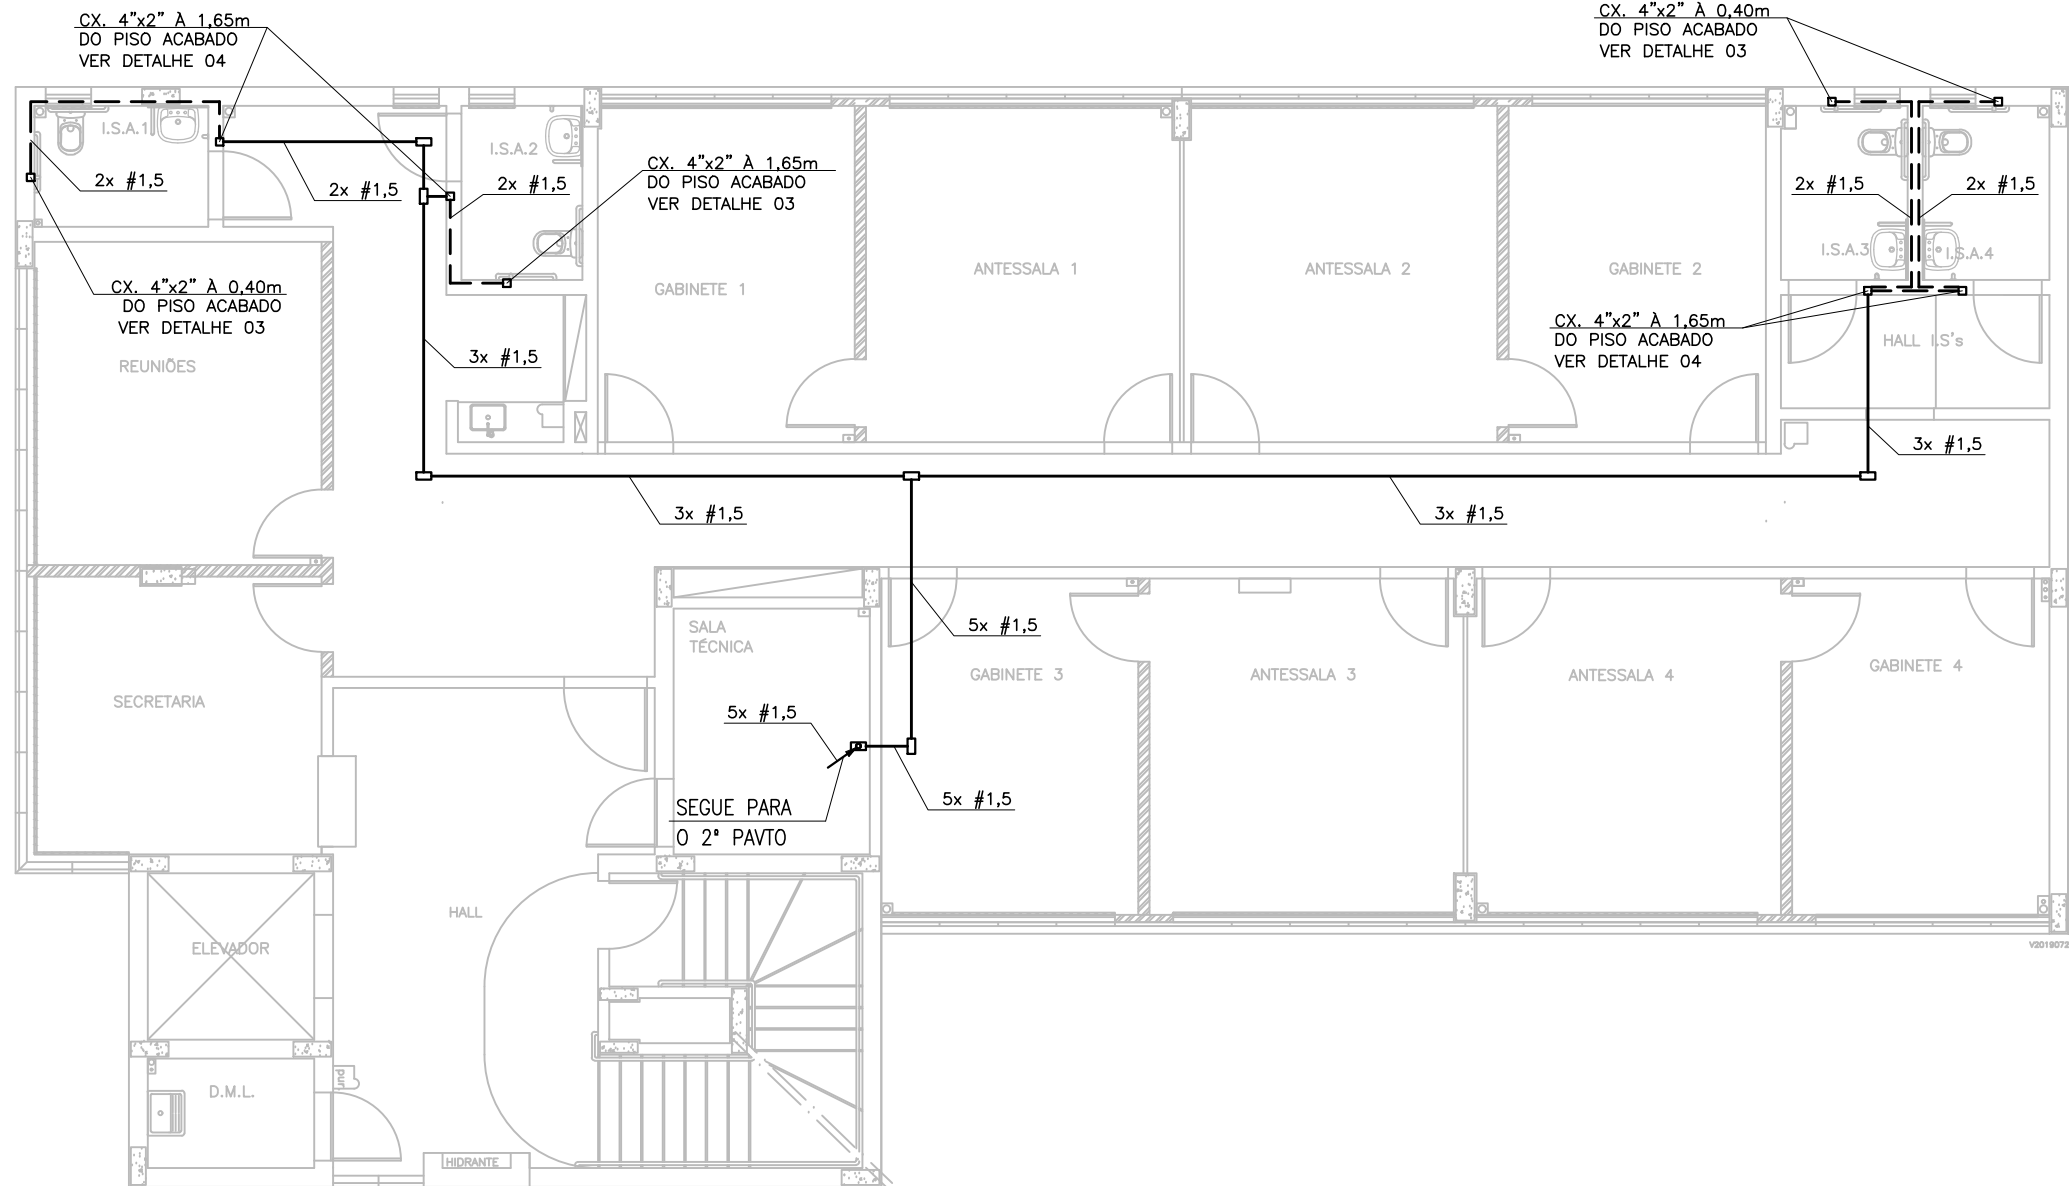 CX. 4"x2" À 1,65m
DO PISO ACABADO
VER DETALHE 04
CX. 4"x2" À 0,40m
DO PISO ACABADO
VER DETALHE 03
I.S.A.1
I.S.A.2
2x #1,5
2x #1,5
2x #1,5
CX. 4"x2" À 1,65m
DO PISO ACABADO
VER DETALHE 03
2x #1,5
2x #1,5
I.S.A.3
I.S.A.4
CX. 4"x2" À 0,40m
DO PISO ACABADO
VER DETALHE 03
GABINETE 1
ANTESSALA 1
ANTESSALA 2
GABINETE 2
CX. 4"x2" À 1,65m
DO PISO ACABADO
VER DETALHE 04
HALL I.S's
REUNIÕES
3x #1,5
3x #1,5
3x #1,5
3x #1,5
SALA
TÉCNICA
5x #1,5
GABINETE 3
ANTESSALA 3
ANTESSALA 4
GABINETE 4
SECRETARIA
5x #1,5
5x #1,5
SEGUE PARA
O 2º PAVTO
HALL
ELEVADOR
V2019072
D.M.L.
pur
HIDRANTE